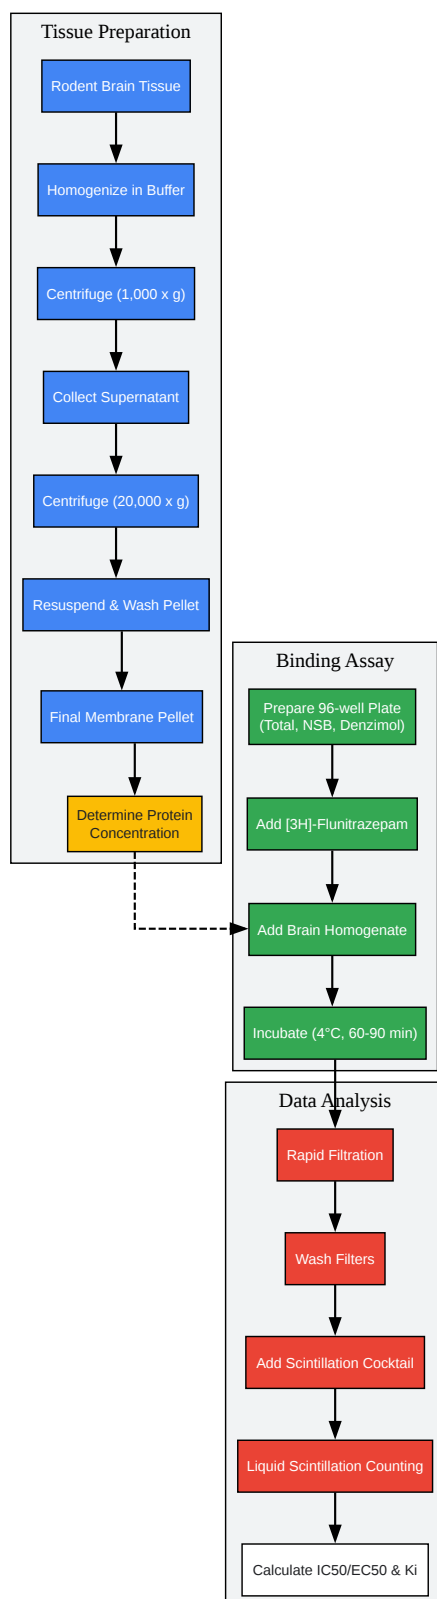 Tissue Preparation
Rodent Brain Tissue
Homogenize in Buffer
Centrifuge (1,000 x g)
Collect Supernatant
Centrifuge (20,000 x g)
Resuspend & Wash Pellet
Final Membrane Pellet
Determine Protein
Concentration
Binding Assay
Prepare 96-well Plate
(Total, NSB, Denzimol)
Add [3H]-Flunitrazepam
Add Brain Homogenate
Incubate (4°C, 60-90 min)
Data Analysis
Rapid Filtration
Wash Filters
Add Scintillation Cocktail
Liquid Scintillation Counting
Calculate IC50/EC50 & Ki